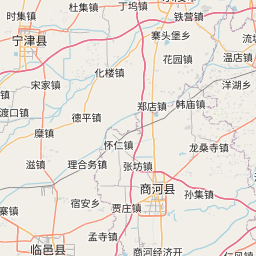 时集镇
杜集镇
丁坞镇
铁营镇
宁津县
寨头堡乡
花园镇
温店镇
化楼镇
宋家镇
洋湖乡
郑店镇
韩庙镇
渡口镇
德平镇
糜镇
怀仁镇
龙桑寺镇
滋镇
理合务镇
张坊镇
商河县
孙集镇
宿安乡
贾庄镇
寨镇
孟寺镇
临邑县
商河经济开